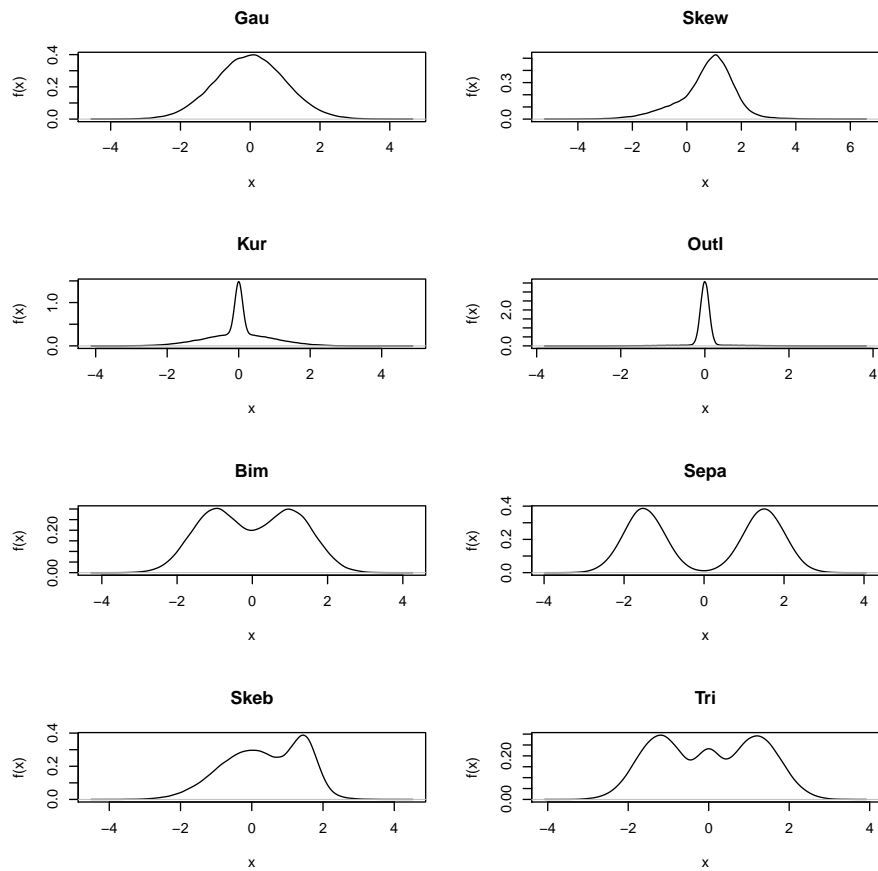 Gau
f(x)
0.0 0.2 0.4
−4 −2 0 2 4
x
Skew
f(x)
0.0 0.3
−4 −2 0 2 4 6
x
Kur
f(x)
0.0 1.0
−4 −2 0 2 4
x
Outl
f(x)
0.0 2.0
−4 −2 0 2 4
x
Bim
f(x)
0.00 0.20
−4 −2 0 2 4
x
Sepa
f(x)
0.0 0.2 0.4
−4 −2 0 2 4
x
Skeb
f(x)
0.0 0.2 0.4
−4 −2 0 2 4
x
Tri
f(x)
0.00 0.20
−4 −2 0 2 4
x